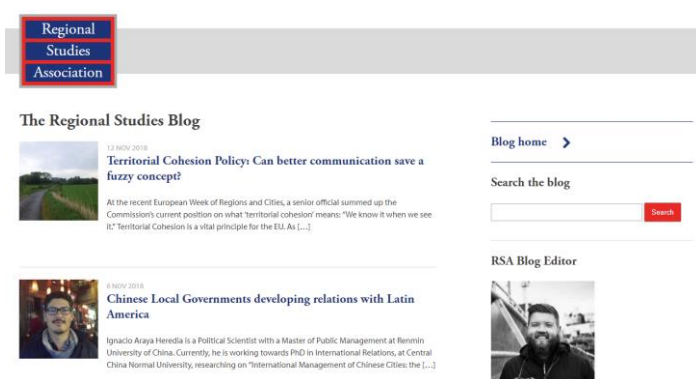 Regional
Studies
Association
The Regional Studies Blog
12 NOV 2018
Territorial Cohesion Policy: Can better communication save a
fuzzy concept?
At the recent European Week of Regions and Cities, a senior official summed up the
Commission's current position on what 'territorial cohesion' means: "We know it when we see
it." Territorial Cohesion is a vital principle for the EU. As [….]
6 NOV 2018
Chinese Local Governments developing relations with Latin
America
Ignacio Araya Heredia is a Political Scientist with a Master of Public Management at Renmin
University of China. Currently, he is working towards PhD in International Relations, at Central
China Normal University, researching on "International Management of Chinese Cities: the [….]
Blog home
Search the blog
Search
RSA Blog Editor